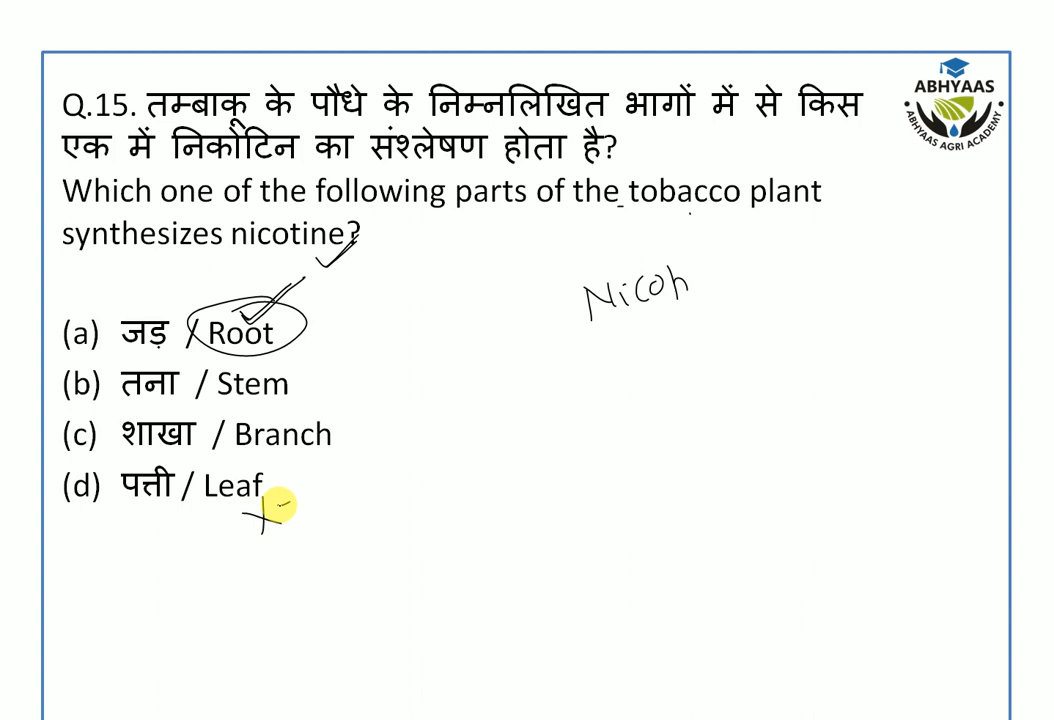 ABHYAAS
ABHYAAS AGRI ACADEMY
Q.15. तम्बाकू के पौधे के निम्नलिखित भागों में से किस
एक में निकोटिन का संश्लेषण होता है?
Which one of the following parts of the tobacco plant
synthesizes nicotine?
Nicoh
(a) जड़ / Root
(b) तना / Stem
(c) शाखा / Branch
(d) पत्ती / Leaf